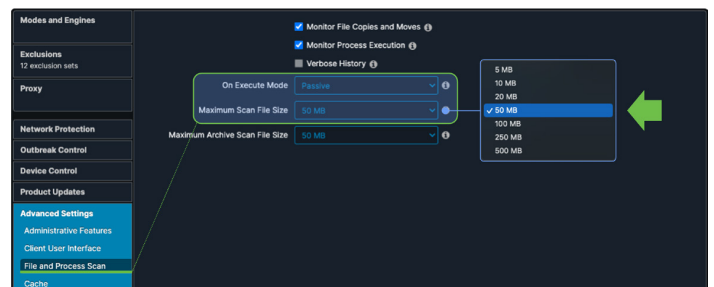 Modes and Engines
Exclusions
12 exclusion sets
Proxy
Network Protection
Outbreak Control
Device Control
Product Updates
Advanced Settings
Administrative Features
Client User Interface
File and Process Scan
Cache
Monitor File Copies and Moves
Monitor Process Execution
Verbose History
On Execute Mode Passive
Maximum Scan File Size 50 MB
Maximum Archive Scan File Size 50 MB
5 MB
10 MB
20 MB
✓ 50 MB
100 MB
250 MB
500 MB